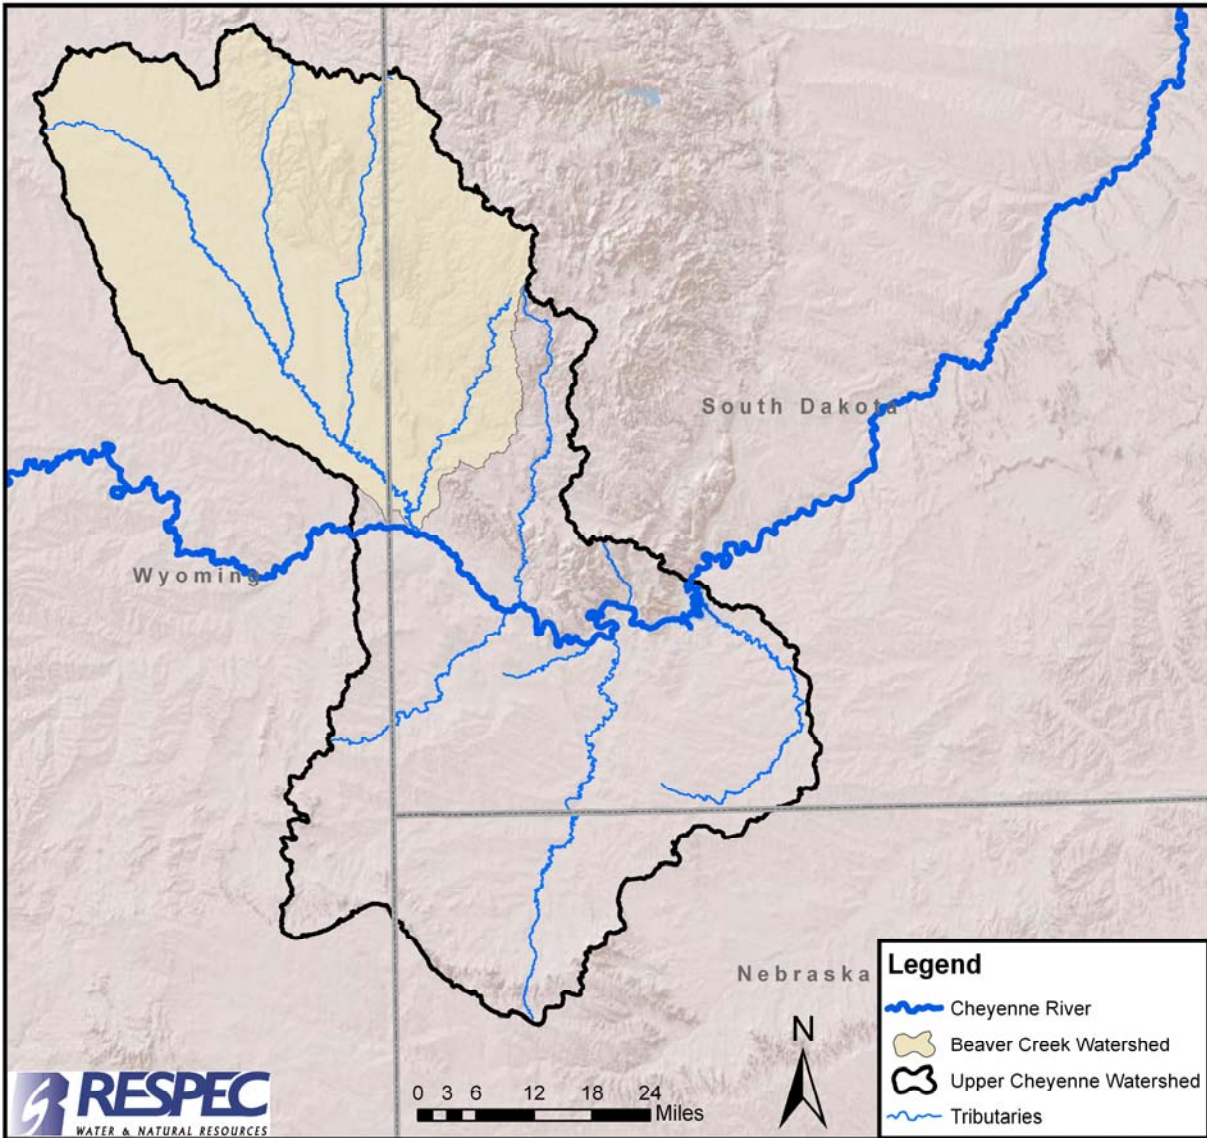 South Dakota
Wyoming
Nebraska
Legend
Cheyenne River
Beaver Creek Watershed
Upper Cheyenne Watershed
Tributaries
N
0 3 6 12 18 24
Miles
RESPEC
WATER & NATURAL RESOURCES